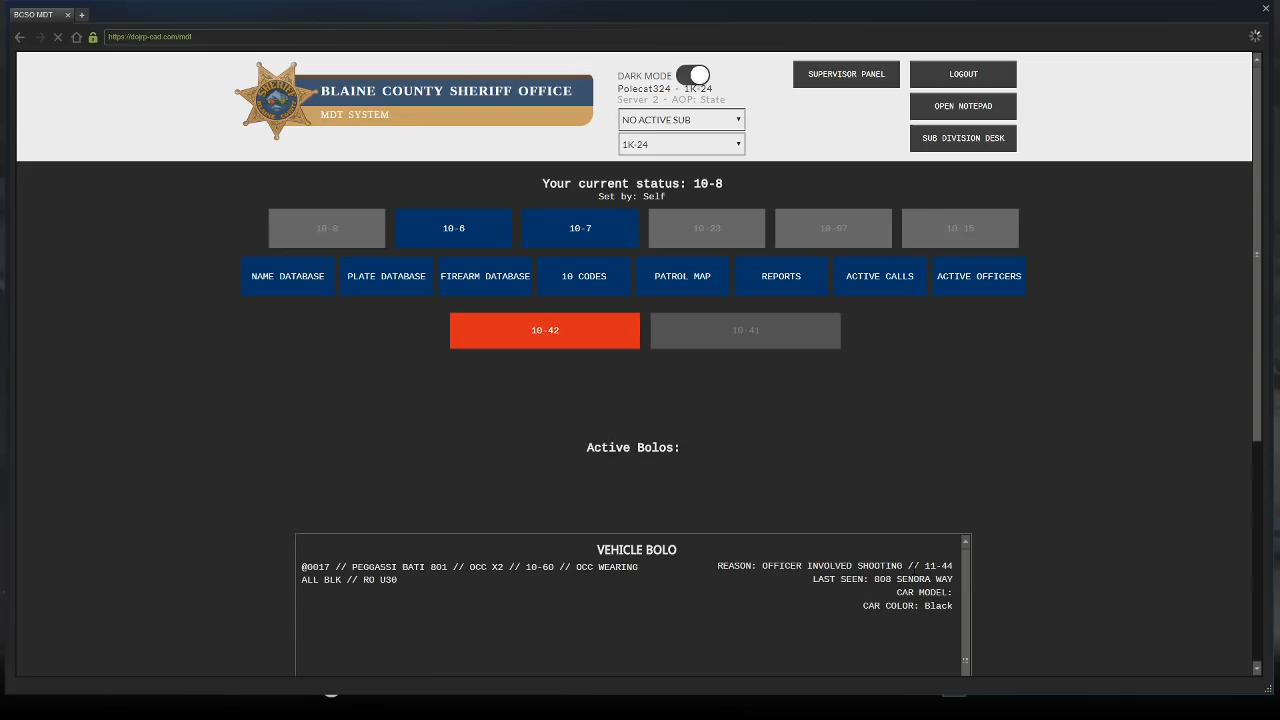 BCSO MDT
https://dojrp-cad.com/mdt
BLAINE COUNTY SHERIFF OFFICE
MDT SYSTEM
DARK MODE
Polecat324 - 1K-24
Server 2 - AOP: State
NO ACTIVE SUB
1K-24
SUPERVISOR PANEL
LOGOUT
OPEN NOTEPAD
SUB DIVISION DESK
Your current status: 10-8
Set by: Self
10-8
10-6
10-7
10-23
10-97
10-15
NAME DATABASE
PLATE DATABASE
FIREARM DATABASE
10 CODES
PATROL MAP
REPORTS
ACTIVE CALLS
ACTIVE OFFICERS
10-42
10-41
Active Bolos:
VEHICLE BOLO
@0017 // PEGGASSI BATI 801 // OCC X2 // 10-60 // OCC WEARING
ALL BLK // RO U30
REASON: OFFICER INVOLVED SHOOTING // 11-44
LAST SEEN: 808 SENORA WAY
CAR MODEL:
CAR COLOR: Black